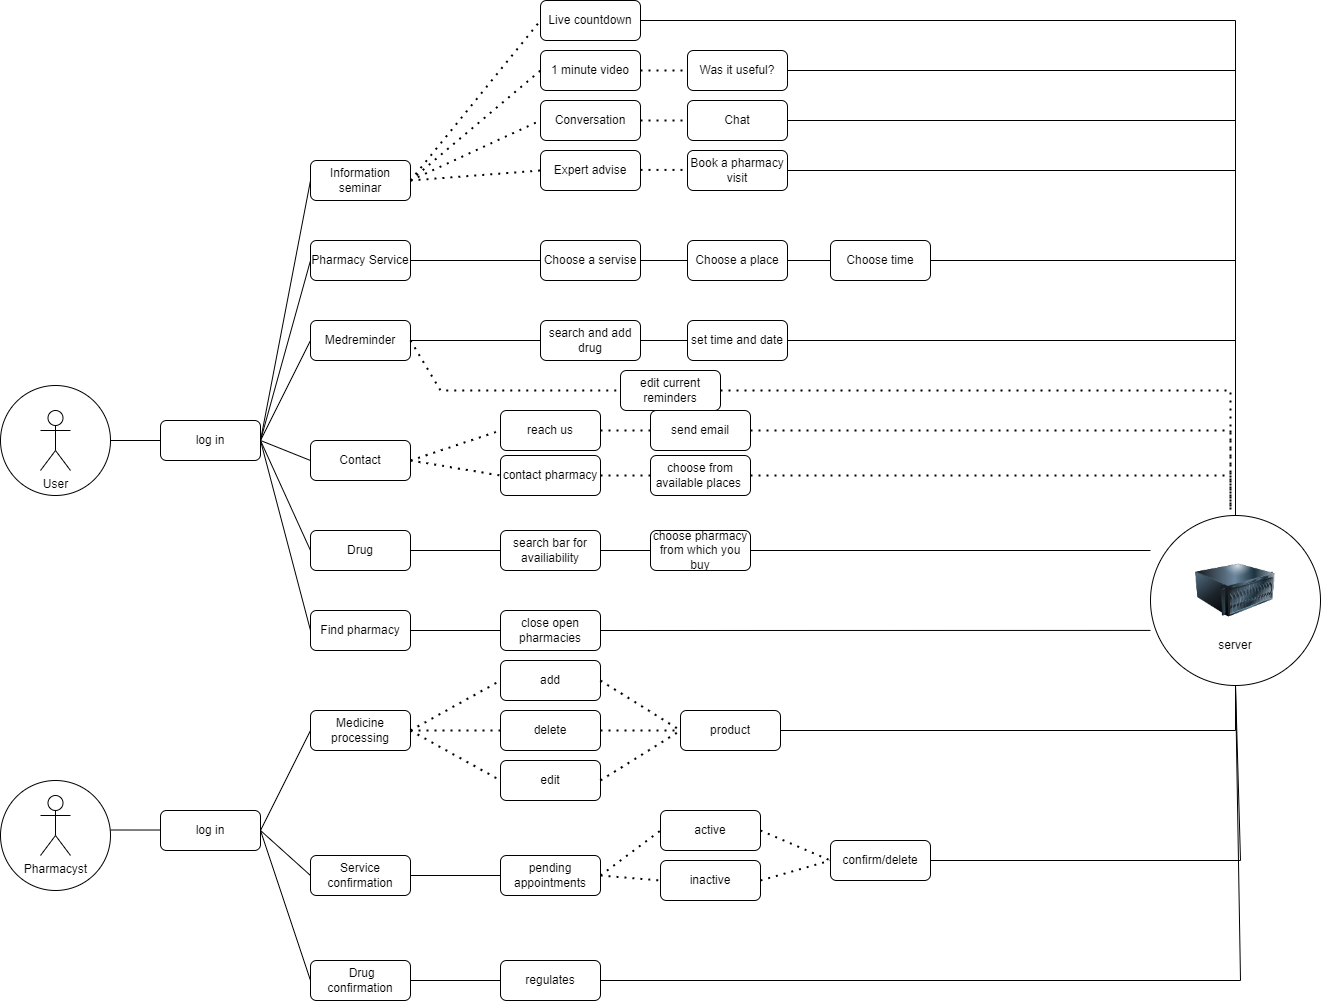 Live countdown
1 minute video
Was it useful?
Conversation
Chat
Expert advise
Book a pharmacy
visit
Information
seminar
Pharmacy Service
Choose a servise
Choose a place
Choose time
Medreminder
search and add
drug
set time and date
edit current
reminders
User
log in
Contact
reach us
send email
contact pharmacy
choose from
available places
Drug
search bar for
availiability
choose pharmacy
from which you
buy
server
Find pharmacy
close open
pharmacies
Medicine
processing
add
delete
edit
product
Pharmacyst
log in
Service
confirmation
pending
appointments
active
inactive
confirm/delete
Drug
confirmation
regulates